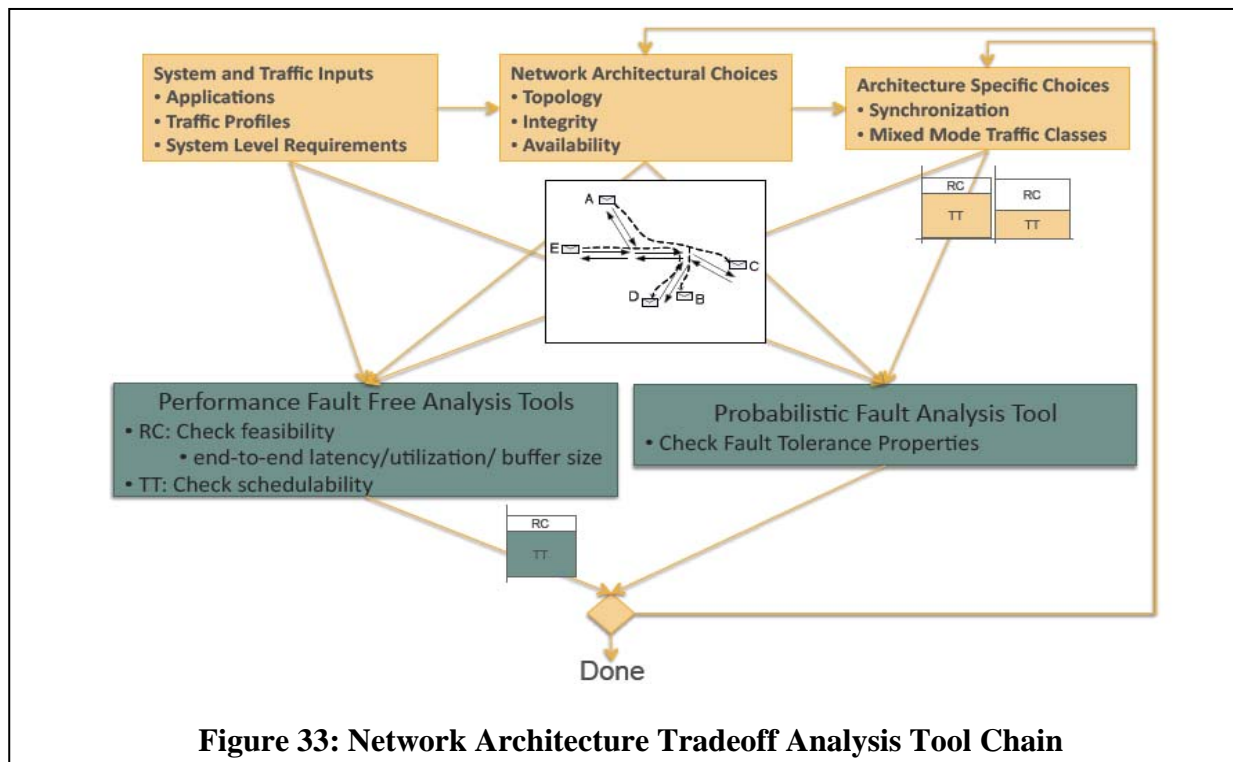 System and Traffic Inputs
• Applications
• Traffic Profiles
• System Level Requirements
Network Architectural Choices
• Topology
• Integrity
• Availability
Architecture Specific Choices
• Synchronization
• Mixed Mode Traffic Classes
RC
TT
RC
TT
A
E
C
D
B
Performance Fault Free Analysis Tools
• RC: Check feasibility
• end-to-end latency/utilization/ buffer size
• TT: Check schedulability
Probabilistic Fault Analysis Tool
• Check Fault Tolerance Properties
RC
TT
Done
Figure 33: Network Architecture Tradeoff Analysis Tool Chain